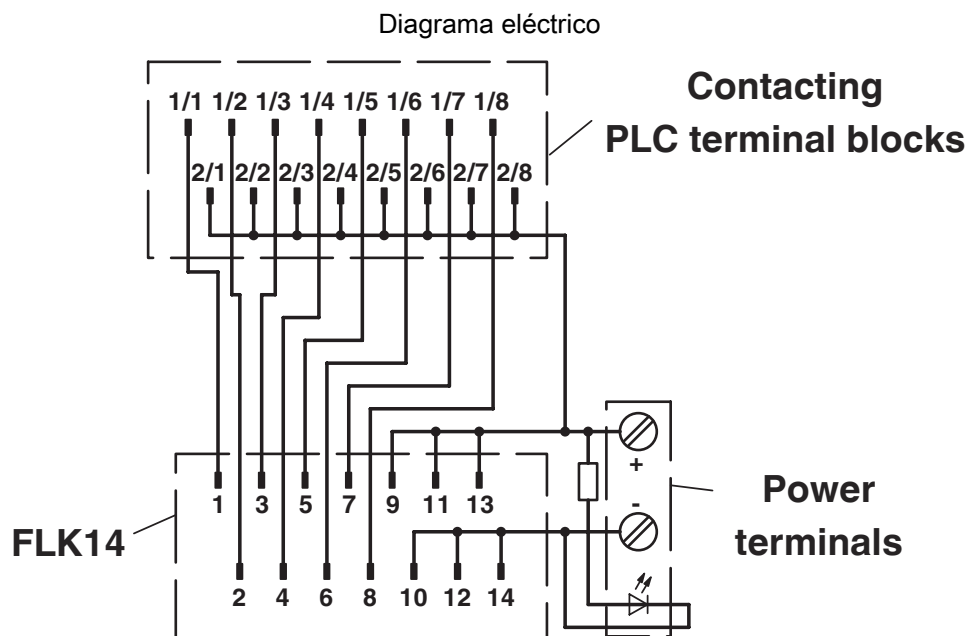 Diagrama eléctrico
1/1 1/2 1/3 1/4 1/5 1/6 1/7 1/8
Contacting
PLC terminal blocks
2/1 2/2 2/3 2/4 2/5 2/6 2/7 2/8
+
1 3 5 7 9 11 13
-
Power
terminals
FLK14
2 4 6 8 10 12 14